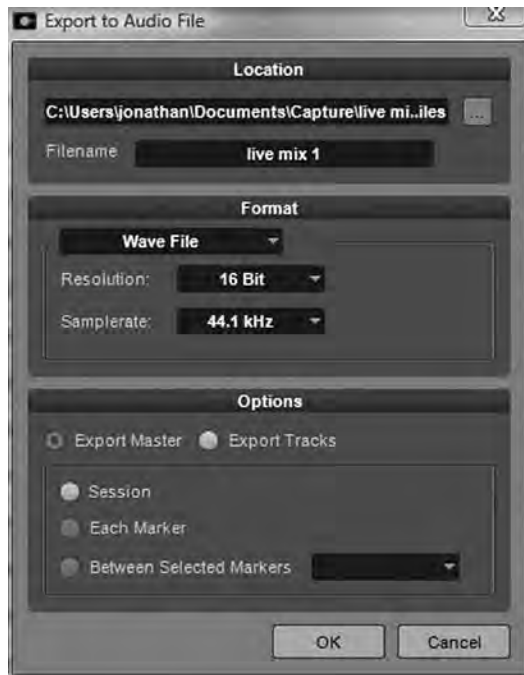 Export to Audio File
Location
C:\Users\jonathan\Documents\Capture\live mi..iles ...
Filename live mix 1
Format
Wave File
Resolution: 16 Bit
Samplerate: 44.1 kHz
Options
Export Master Export Tracks
Session
Each Marker
Between Selected Markers
OK Cancel